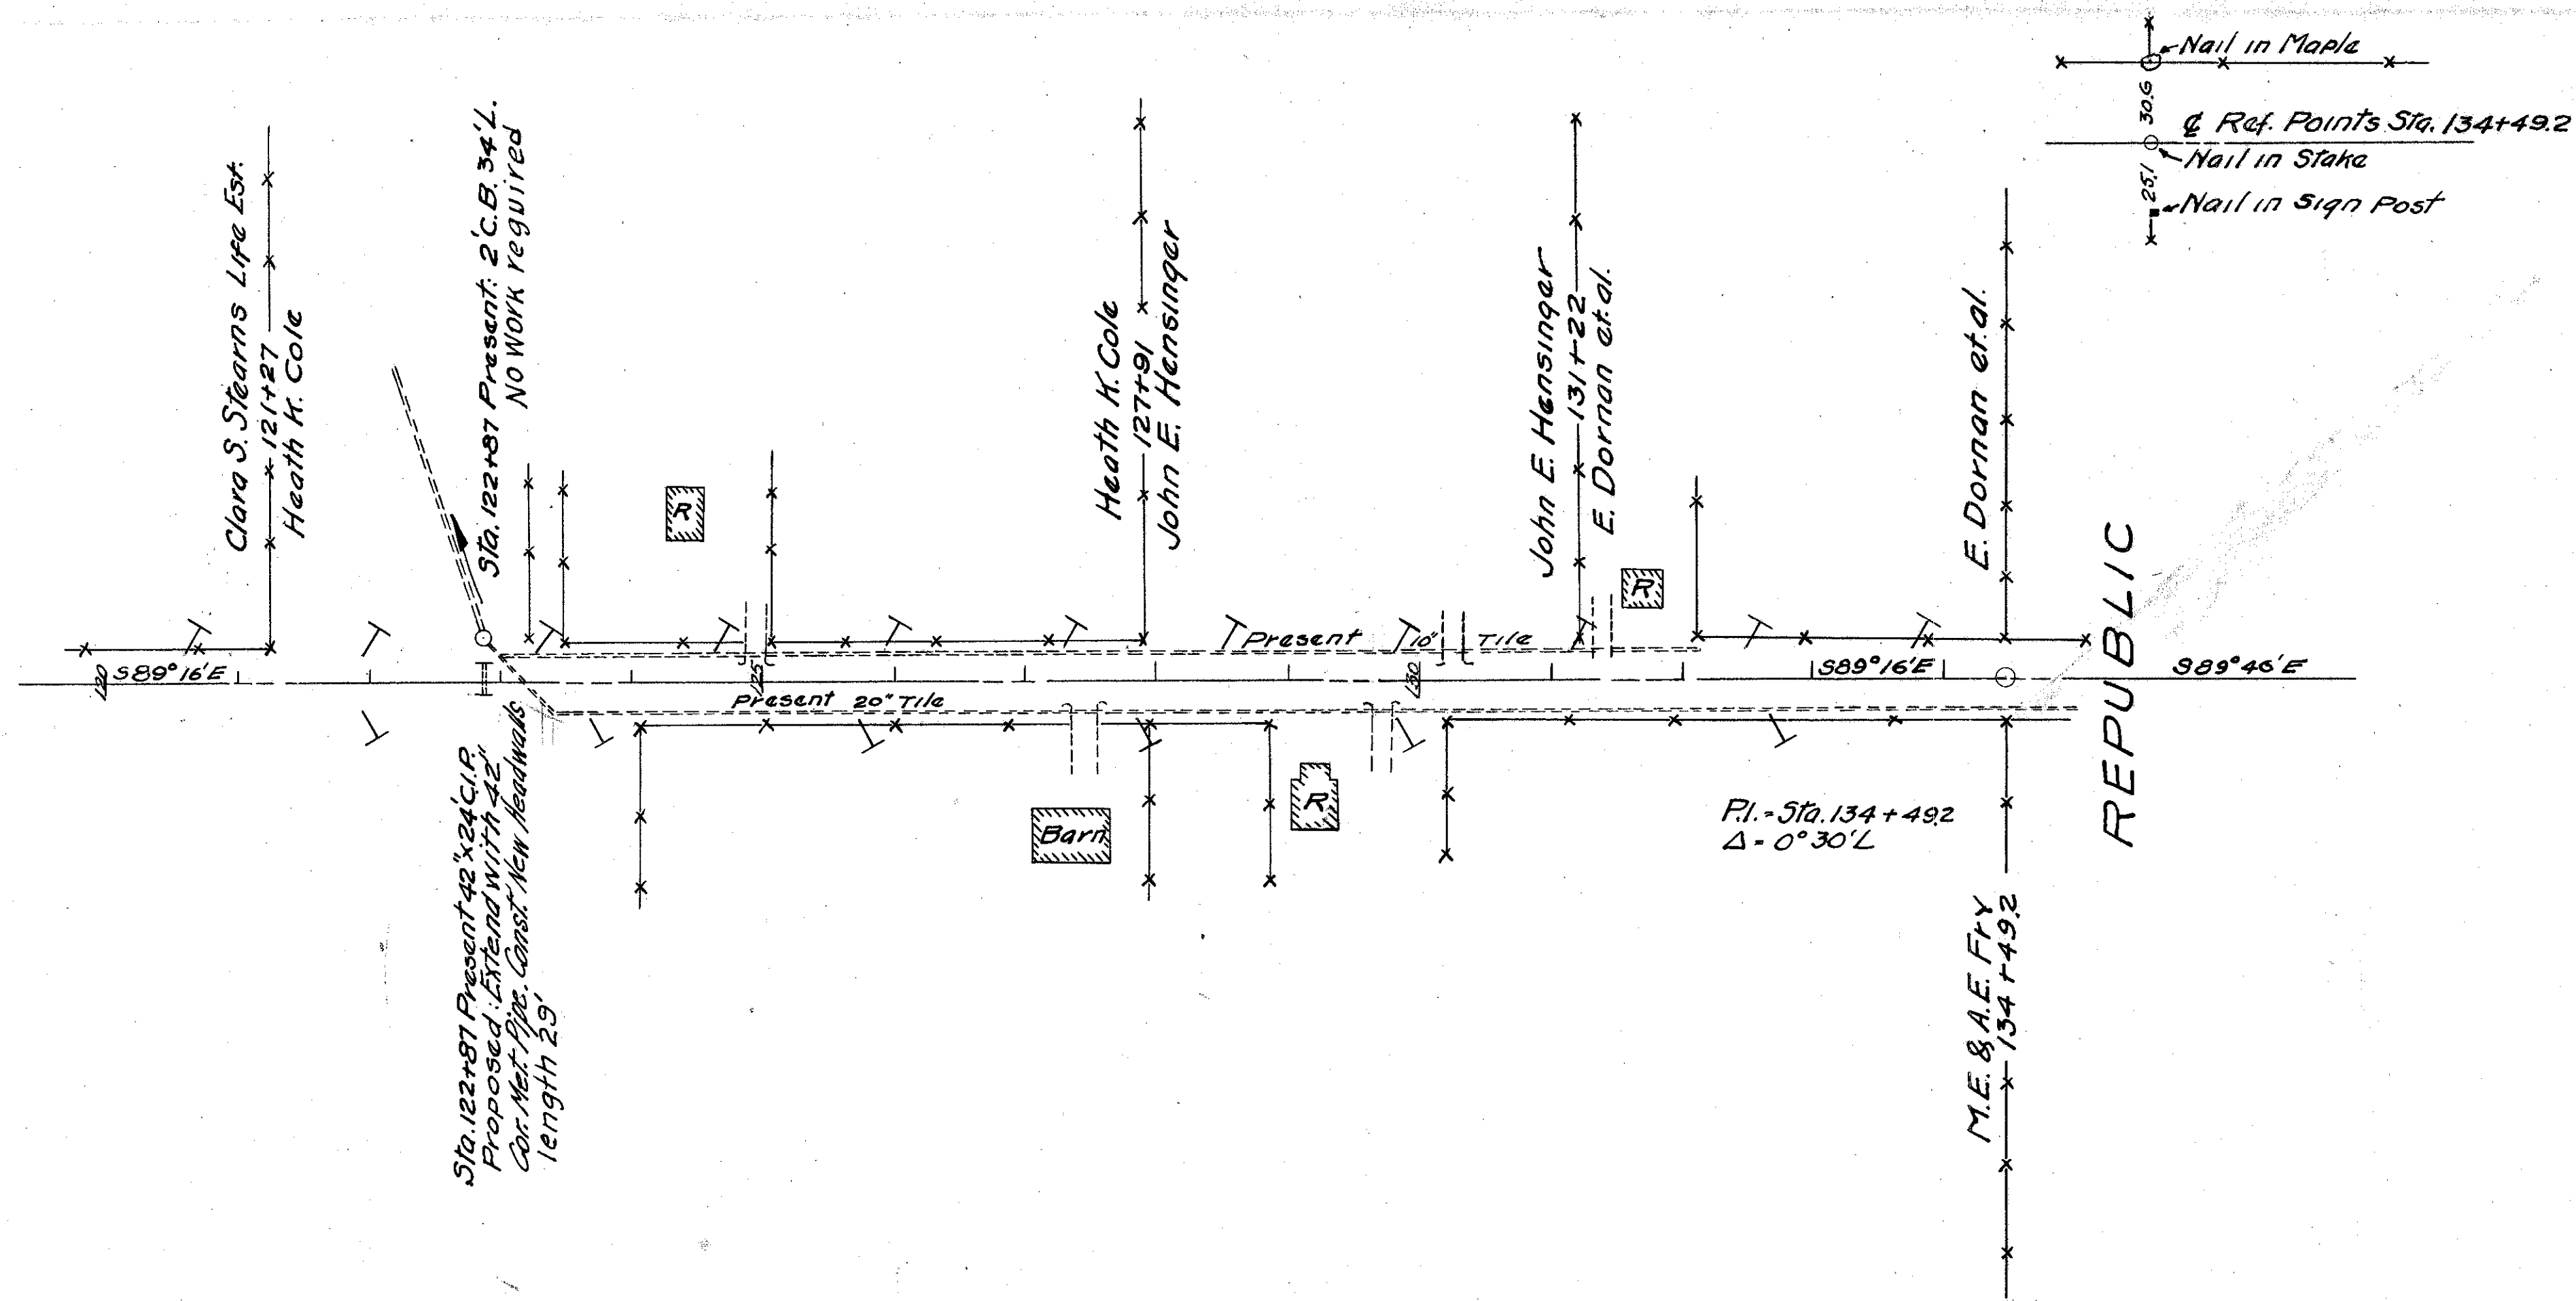 Nail in Maple
30.6
₵ Ref. Points Sta. 134+49.2
Nail in Stake
25.1
Nail in Sign Post
Clara S. Stearns Life Est.
121+27
Heath K. Cole
Sta. 122+87 Present: 2' C.B. 34' L.
No Work required
R
Heath K. Cole
127+91
John E. Hensinger
John E. Hensinger
131+22
E. Dornan et.al.
R
E. Dornan et.al.
REPUBLIC
Present 10" Tile
120
S89°16'E
125
130
S89°16'E
S89°46'E
Present 20" Tile
Sta. 122+87 Present 42"x24' C.I.P.
Proposed: Extend with 42"
Cor. Met. Pipe. Const. New Headwalls
length 29'
Barn
R
P.I. = Sta. 134+49.2
Δ = 0°30'L
M.E. & A.E. Fry
134+49.2